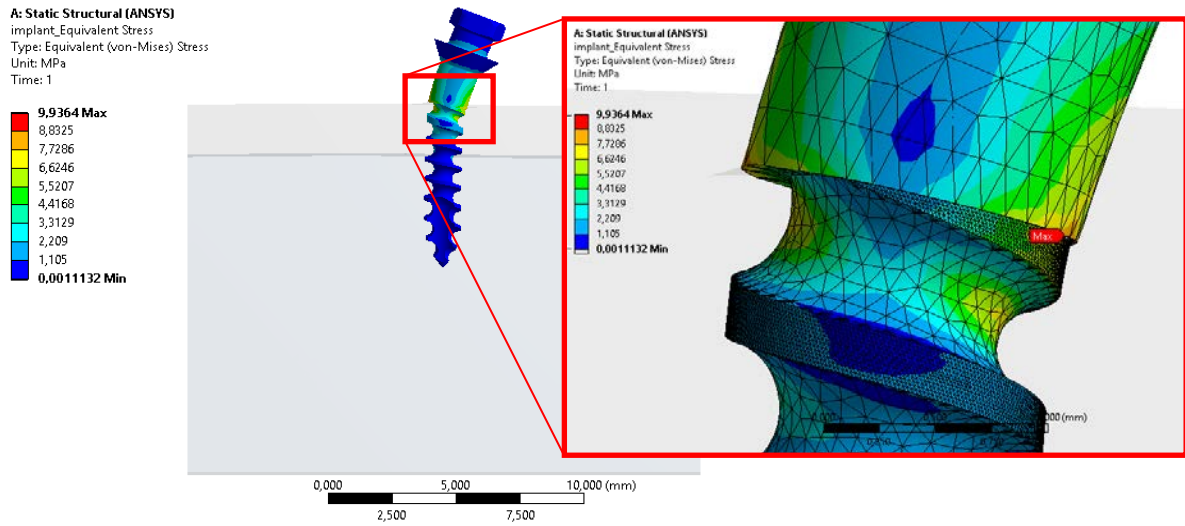 A: Static Structural (ANSYS)
implant_Equivalent Stress
Type: Equivalent (von-Mises) Stress
Unit: MPa
Time: 1
9,9364 Max
8,8325
7,7286
6,6246
5,5207
4,4168
3,3129
2,209
1,105
0,0011132 Min
A: Static Structural (ANSYS)
implant_Equivalent Stress
Type: Equivalent (von-Mises) Stress
Unit: MPa
Time: 1
9,9364 Max
8,8325
7,7286
6,6246
5,5207
4,4168
3,3129
2,209
1,105
0,0011132 Min
Max
(mm)
0,000 5,000 10,000 (mm)
2,500 7,500